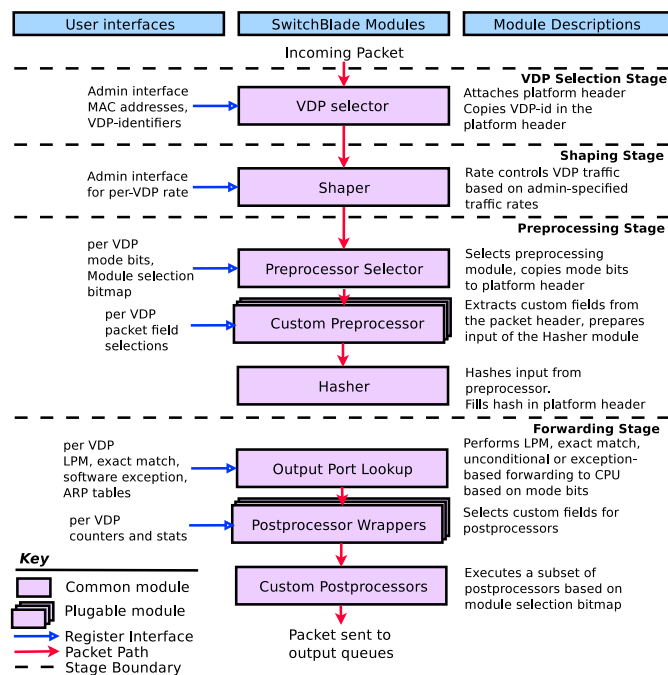 User interfaces
SwitchBlade Modules
Module Descriptions
Incoming Packet
VDP Selection Stage
Admin interface
MAC addresses,
VDP-identifiers
VDP selector
Attaches platform header
Copies VDP-id in the
platform header
Shaping Stage
Admin interface
for per-VDP rate
Shaper
Rate controls VDP traffic
based on admin-specified
traffic rates
Preprocessing Stage
per VDP
mode bits,
Module selection
bitmap
Preprocessor Selector
Selects preprocessing
module, copies mode bits
to platform header
per VDP
packet field
selections
Custom Preprocessor
Extracts custom fields from
the packet header, prepares
input of the Hasher module
Hasher
Hashes input from
preprocessor.
Fills hash in platform header
Forwarding Stage
per VDP
LPM, exact match,
software exception,
ARP tables
Output Port Lookup
Performs LPM, exact match,
unconditional or exception-
based forwarding to CPU
based on mode bits
per VDP
counters and stats
Postprocessor Wrappers
Selects custom fields for
postprocessors
Custom Postprocessors
Executes a subset of
postprocessors based on
module selection bitmap
Packet sent to
output queues
Key
Common module
Plugable module
Register Interface
Packet Path
Stage Boundary